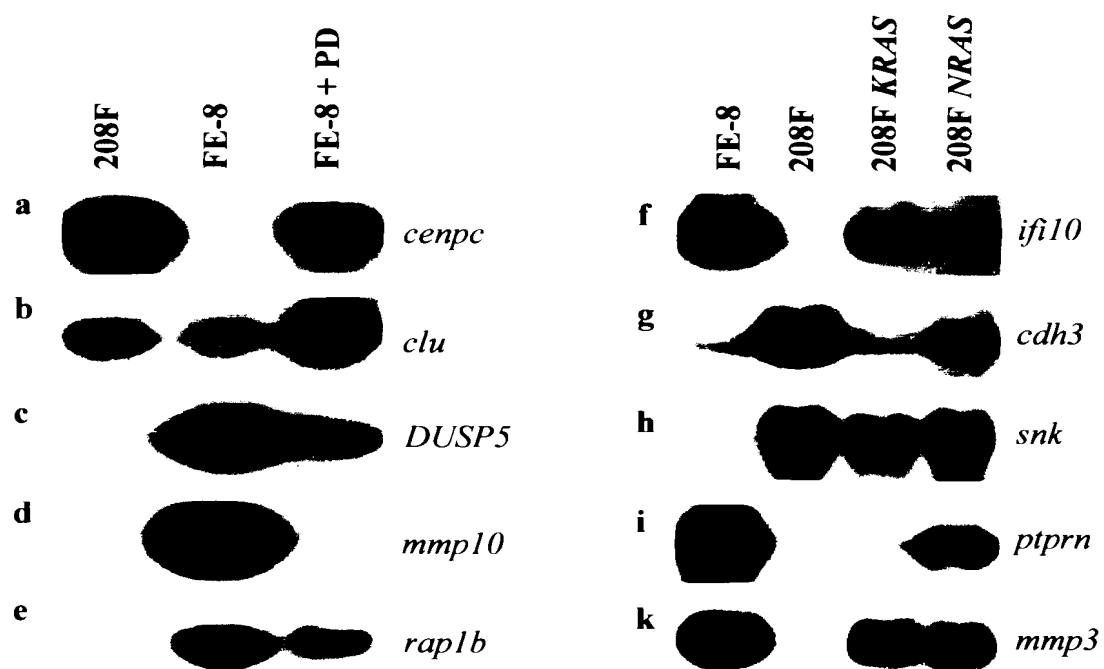 208F
FE-8
FE-8 + PD
a
cenpc
b
clu
c
DUSP5
d
mmp10
e
rap1b
FE-8
208F
208F KRAS
208F NRAS
f
ifi10
g
cdh3
h
snk
i
ptprn
k
mmp3